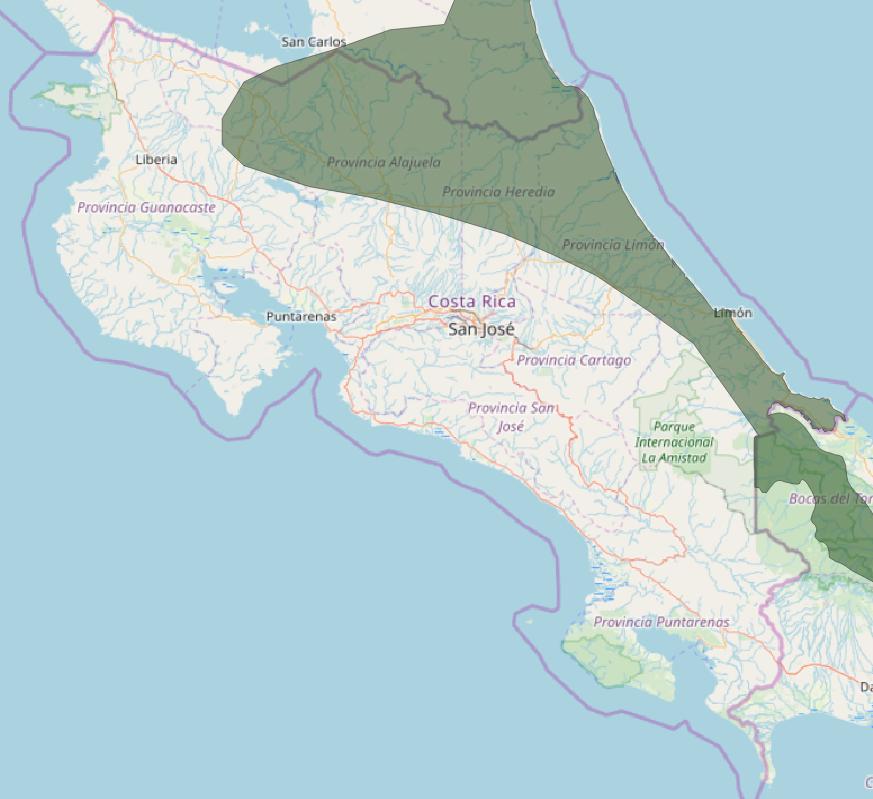 San Carlos
Liberia
Provincia Alajuela
Provincia Heredia
Provincia Guanacaste
Provincia Limón
Costa Rica
Puntarenas
San José
Limón
Provincia Cartago
Provincia San
José
Parque
Internacional
La Amistad
Bocas del Tor
Provincia Puntarenas
Da